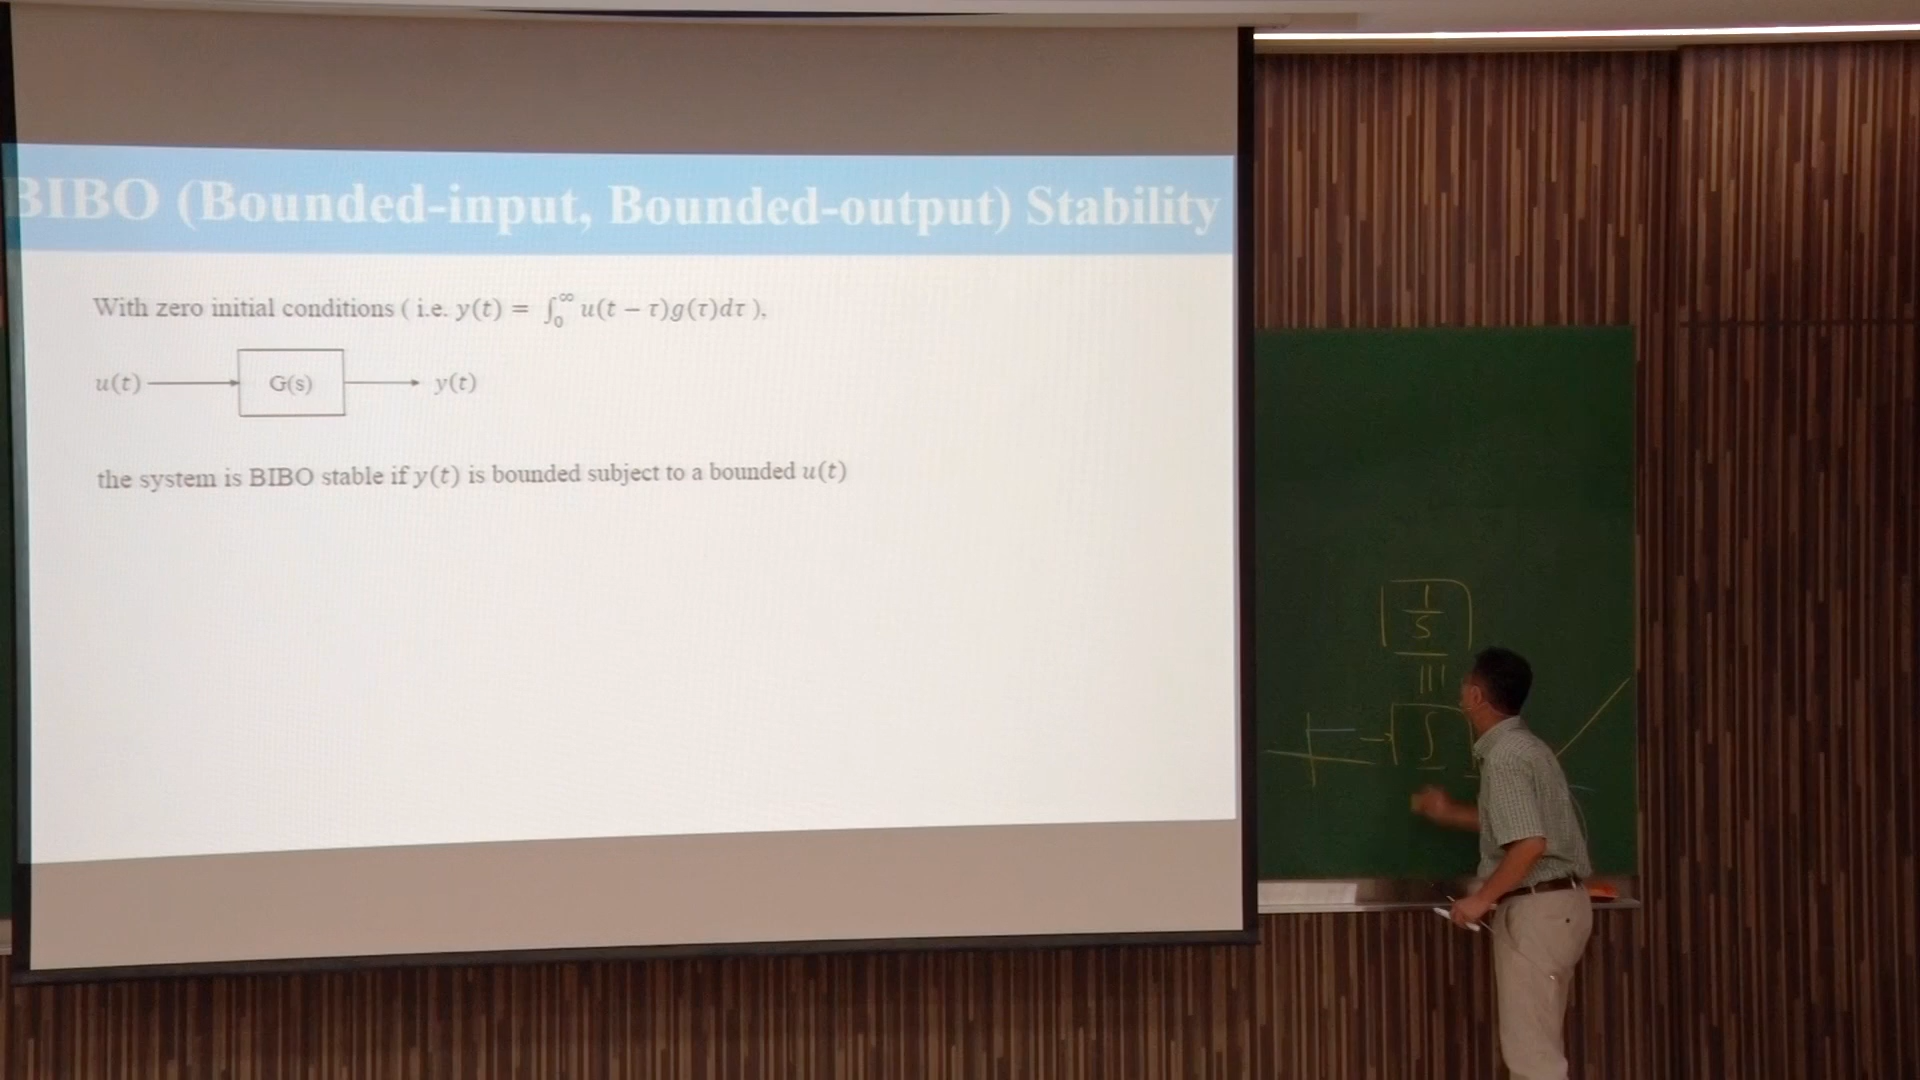 BIBO (Bounded-input, Bounded-output) Stability
With zero initial conditions ( i.e. y(t) = ∫₀^∞ u(t − τ)g(τ)dτ ),
u(t) G(s) y(t)
the system is BIBO stable if y(t) is bounded subject to a bounded u(t)
1/s
|||
∫